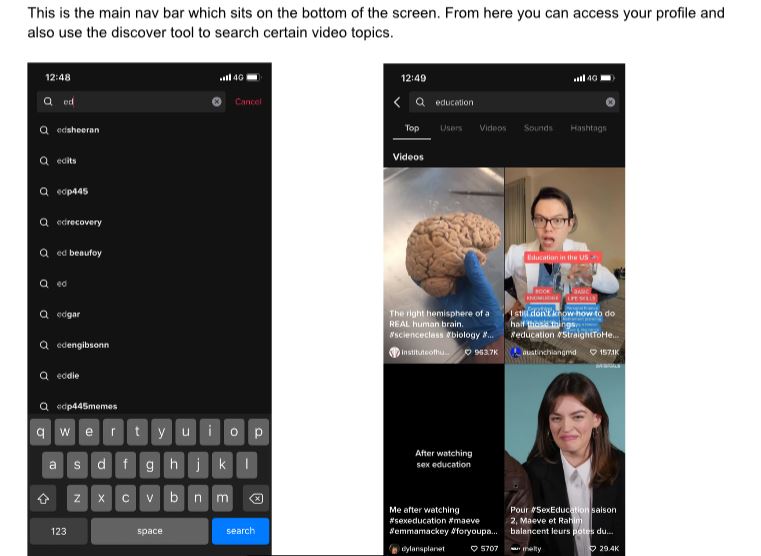 This is the main nav bar which sits on the bottom of the screen. From here you can access your profile and
also use the discover tool to search certain video topics.
12:48
4G
ed
Cancel
edsheeran
edits
edp445
edrecovery
ed beaufoy
ed
edgar
edengibsonn
eddie
edp445memes
q w e r t y u i o p
a s d f g h j k l
z x c v b n m
123 space search
12:49
4G
education
Top Users Videos Sounds Hashtags
Videos
The right hemisphere of a
REAL human brain.
#scienceclass #biology #...
instituteofhu... 963.7K
Education in the US
BOOK
KNOWLEDGE
BASIC
LIFE SKILLS
I still don't know how to do
half those things.
#education #StraightToHe...
austinchiangmd 157.1K
After watching
sex education
Me after watching
#sexeducation #maeve
#emmamackey #foryoupa...
dylansplanet 5707
Pour #SexEducation saison
2, Maeve et Rahim
balancent leurs potes du...
melty 29.4K